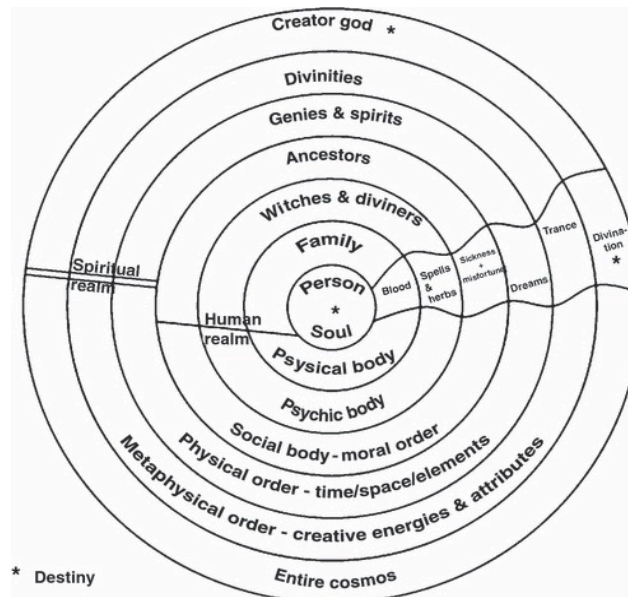 Creator god *
Divinities
Genies & spirits
Ancestors
Witches & diviners
Family
Person
*
Soul
Psysical body
Psychic body
Social body - moral order
Physical order - time/space/elements
Metaphysical order - creative energies & attributes
Entire cosmos
Spiritual
realm
Human
realm
Blood
Spells
&
herbs
Sickness
+
misfortune
Dreams
Trance
Divina-
tion
*
* Destiny